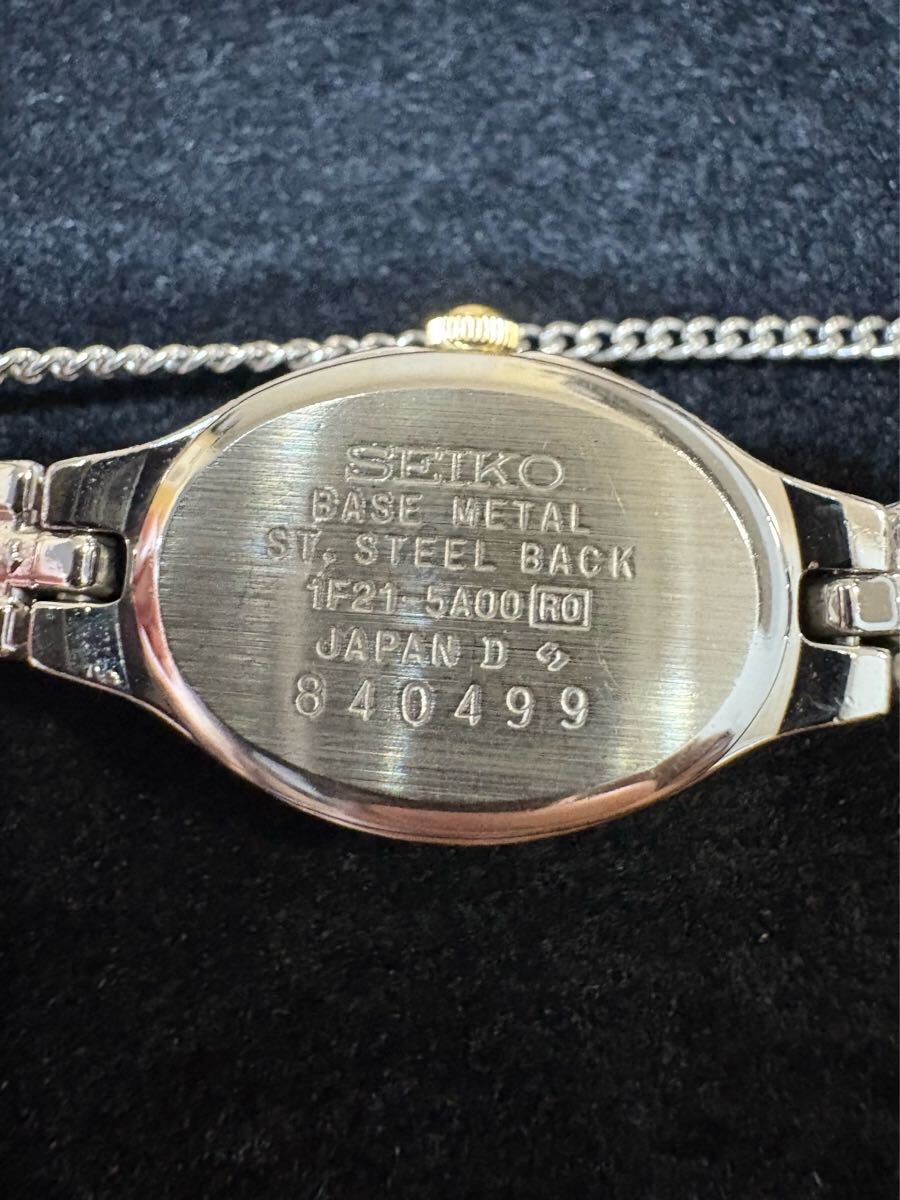 SEIKO
BASE METAL
ST. STEEL BACK
1F21-5A00 R0
JAPAN D
840499